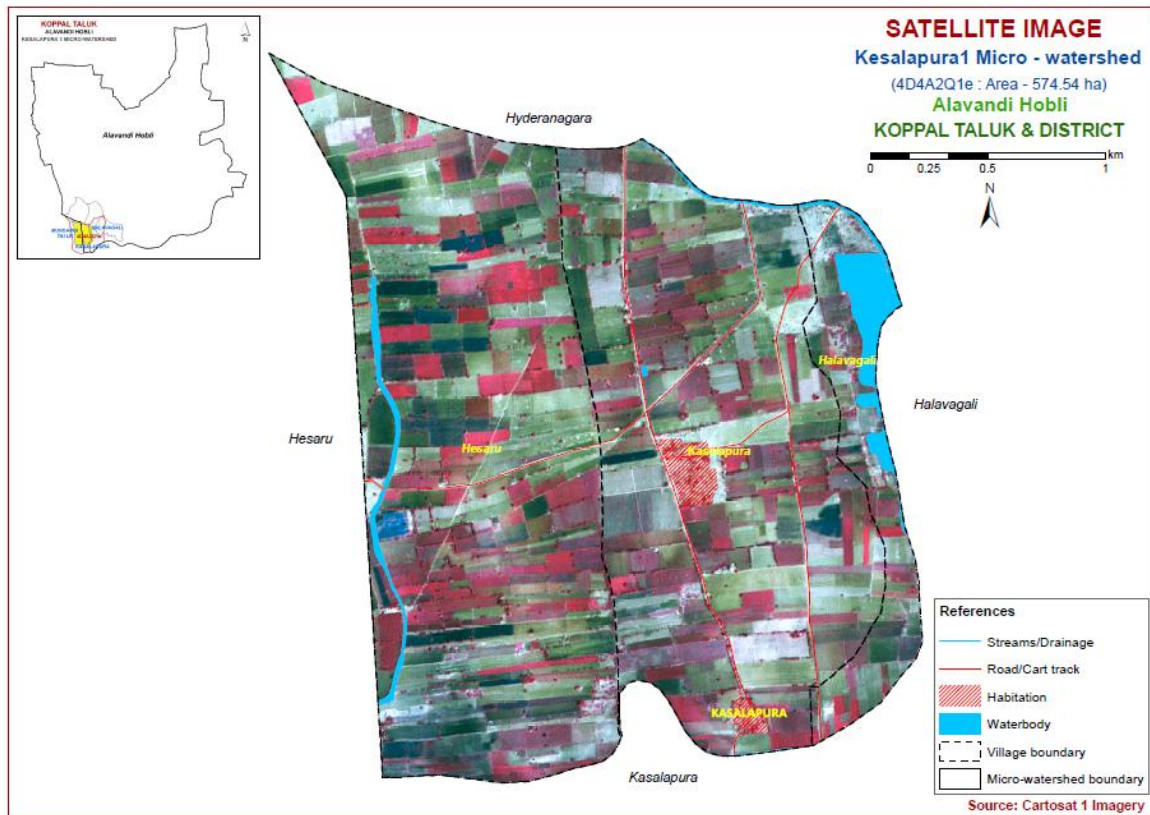 KOPPAL TALUK
ALAVANDI HOBLI
KESALAPURA 1 MICRO-WATERSHED
N
Alavandi Hobli
SATELLITE IMAGE
Kesalapura1 Micro - watershed
(4D4A2Q1e : Area - 574.54 ha)
Alavandi Hobli
KOPPAL TALUK & DISTRICT
km
0 0.25 0.5 1
N
Hyderanagara
Halavagali
Halavagali
Hesaru
Hesaru
Kasalapura
KASALAPURA
Kasalapura
References
Streams/Drainage
Road/Cart track
Habitation
Waterbody
Village boundary
Micro-watershed boundary
Source: Cartosat 1 Imagery